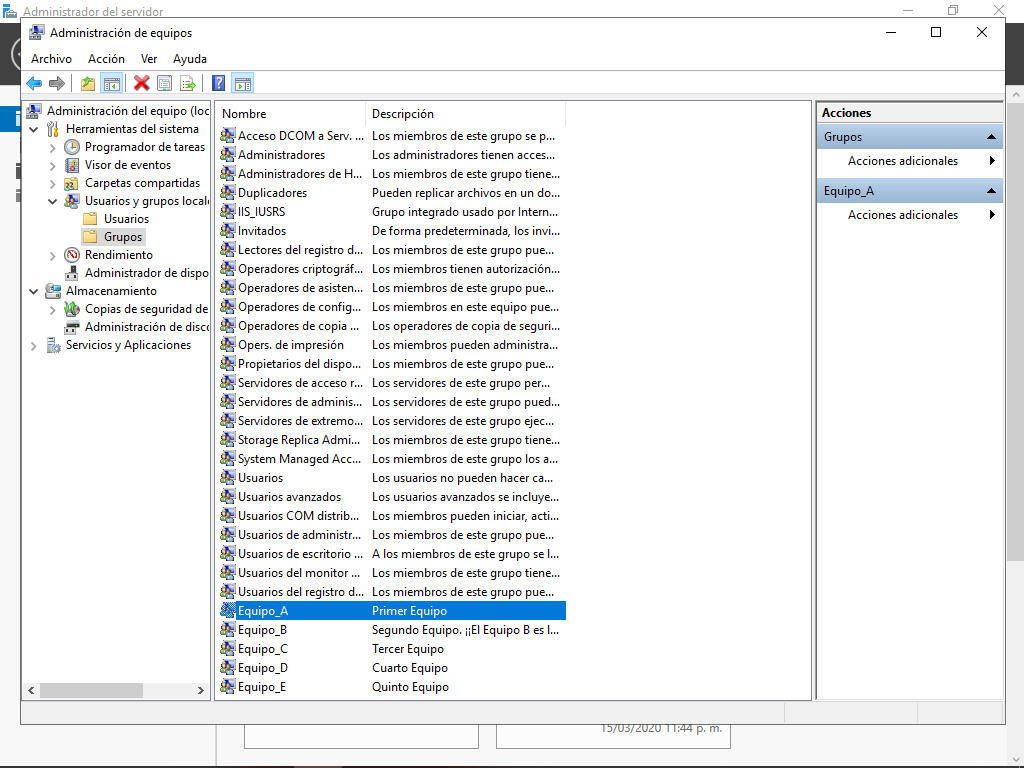 Administrador del servidor
Administración de equipos
Archivo Acción Ver Ayuda
Administración del equipo (loc
Herramientas del sistema
Programador de tareas
Visor de eventos
Carpetas compartidas
Usuarios y grupos locale
Usuarios
Grupos
Rendimiento
Administrador de dispo
Almacenamiento
Copias de seguridad de
Administración de disco
Servicios y Aplicaciones
Nombre Descripción
Acceso DCOM a Serv. ... Los miembros de este grupo se p...
Administradores Los administradores tienen acces...
Administradores de H... Los miembros de este grupo tiene...
Duplicadores Pueden replicar archivos en un do...
IIS_IUSRS Grupo integrado usado por Intern...
Invitados De forma predeterminada, los invi...
Lectores del registro d... Los miembros de este grupo pue...
Operadores criptográf... Los miembros tienen autorización...
Operadores de asisten... Los miembros de este grupo pue...
Operadores de config... Los miembros en este equipo pue...
Operadores de copia ... Los operadores de copia de seguri...
Opers. de impresión Los miembros pueden administra...
Propietarios del dispo... Los miembros de este grupo pue...
Servidores de acceso r... Los servidores de este grupo per...
Servidores de adminis... Los servidores de este grupo pued...
Servidores de extremo... Los servidores de este grupo ejec...
Storage Replica Admi... Los miembros de este grupo tiene...
System Managed Acc... Los miembros de este grupo los a...
Usuarios Los usuarios no pueden hacer ca...
Usuarios avanzados Los usuarios avanzados se incluye...
Usuarios COM distrib... Los miembros pueden iniciar, acti...
Usuarios de administr... Los miembros de este grupo pue...
Usuarios de escritorio ... A los miembros de este grupo se l...
Usuarios del monitor ... Los miembros de este grupo tiene...
Usuarios del registro d... Los miembros de este grupo pue...
Equipo_A Primer Equipo
Equipo_B Segundo Equipo. ¡¡El Equipo B es l...
Equipo_C Tercer Equipo
Equipo_D Cuarto Equipo
Equipo_E Quinto Equipo
Acciones
Grupos
Acciones adicionales
Equipo_A
Acciones adicionales
15/03/2020 11:44 p. m.